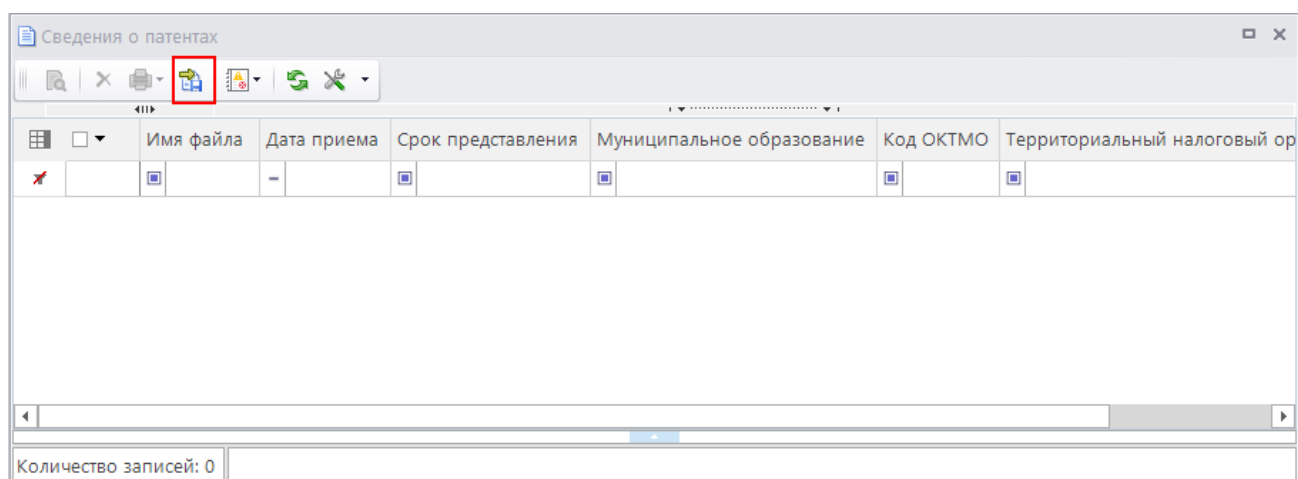 Сведения о патентах
Имя файла Дата приема Срок представления Муниципальное образование Код ОКТМО Территориальный налоговый ор
Количество записей: 0